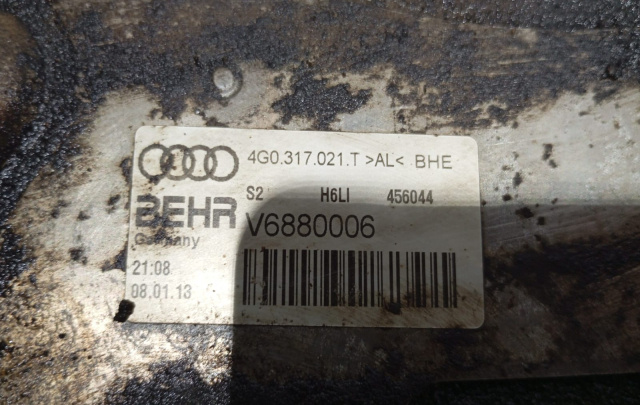 4G0.317.021.T >AL< BHE
S2 H6LI 456044
BEHR V6880006
Germany
21:08
08.01.13